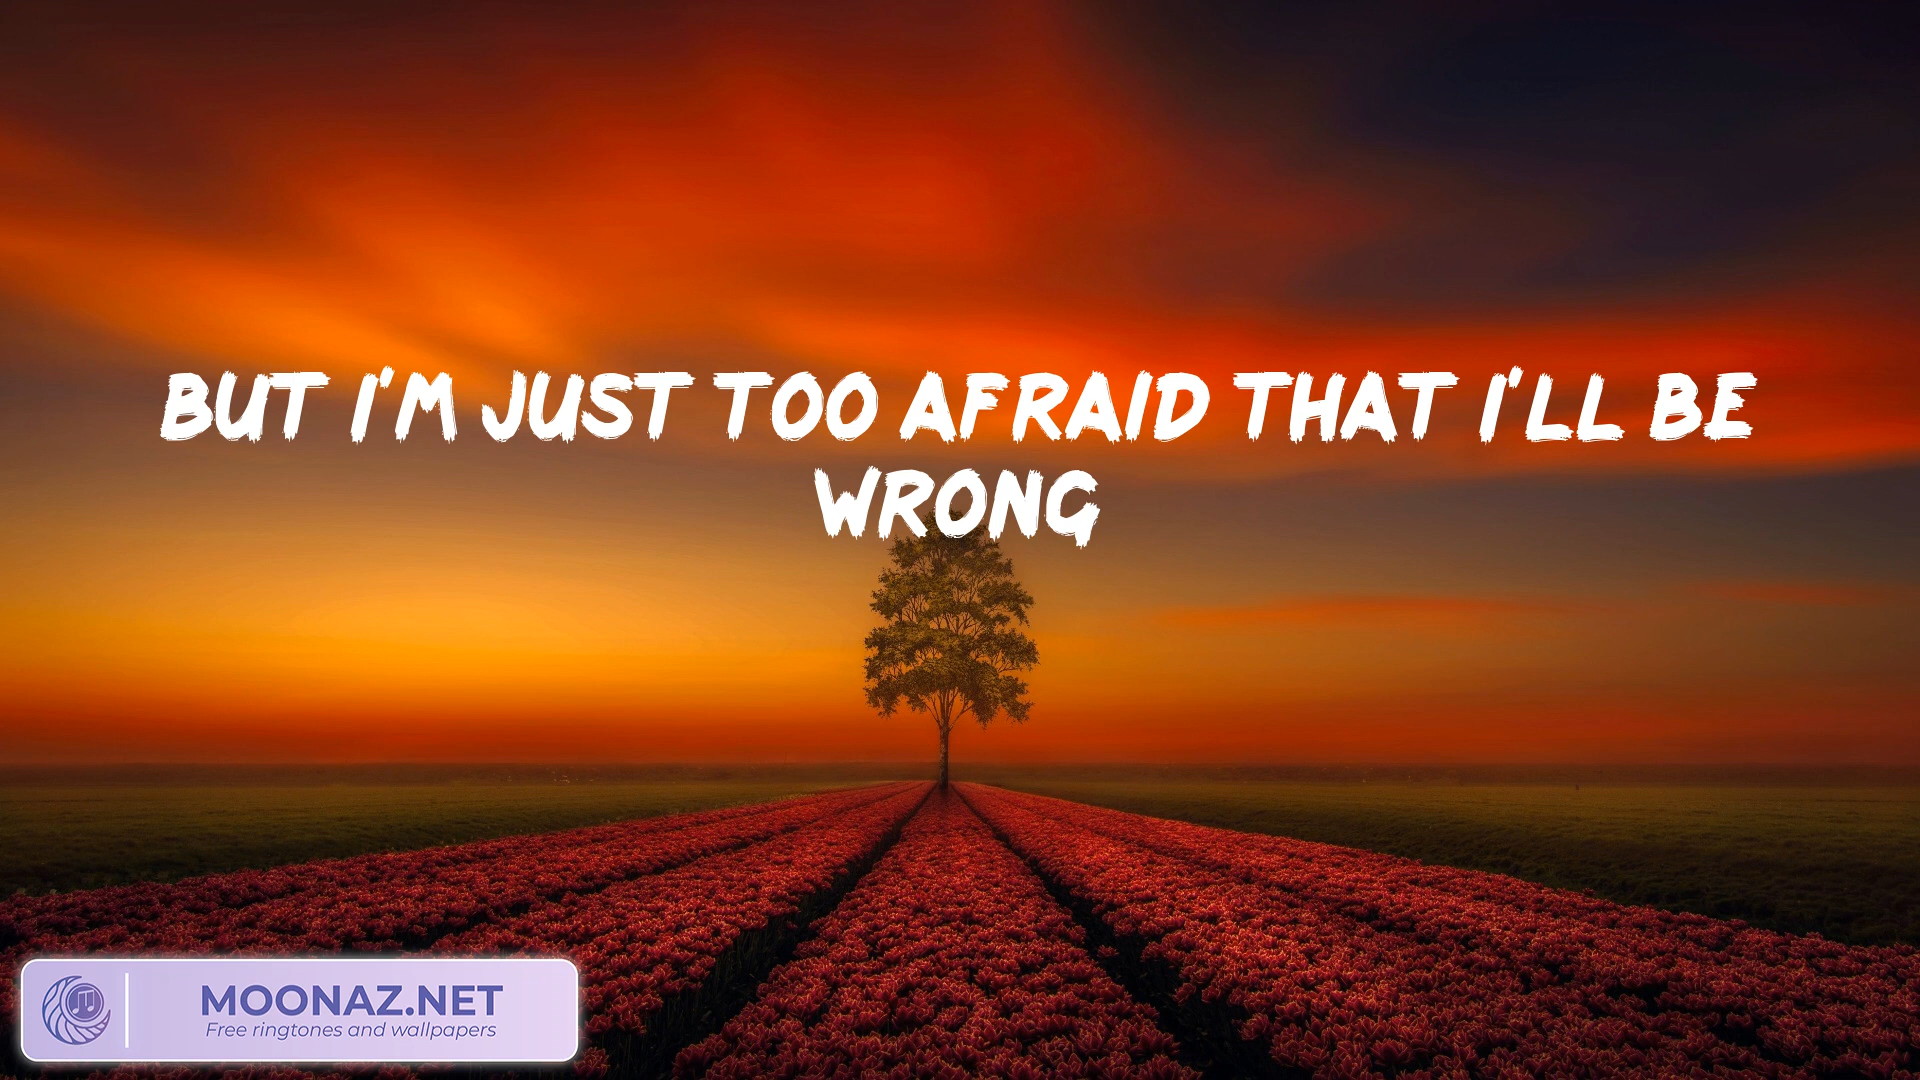 BUT I'M JUST TOO AFRAID THAT I'LL BE
WRONG
MOONAZ.NET
Free ringtones and wallpapers